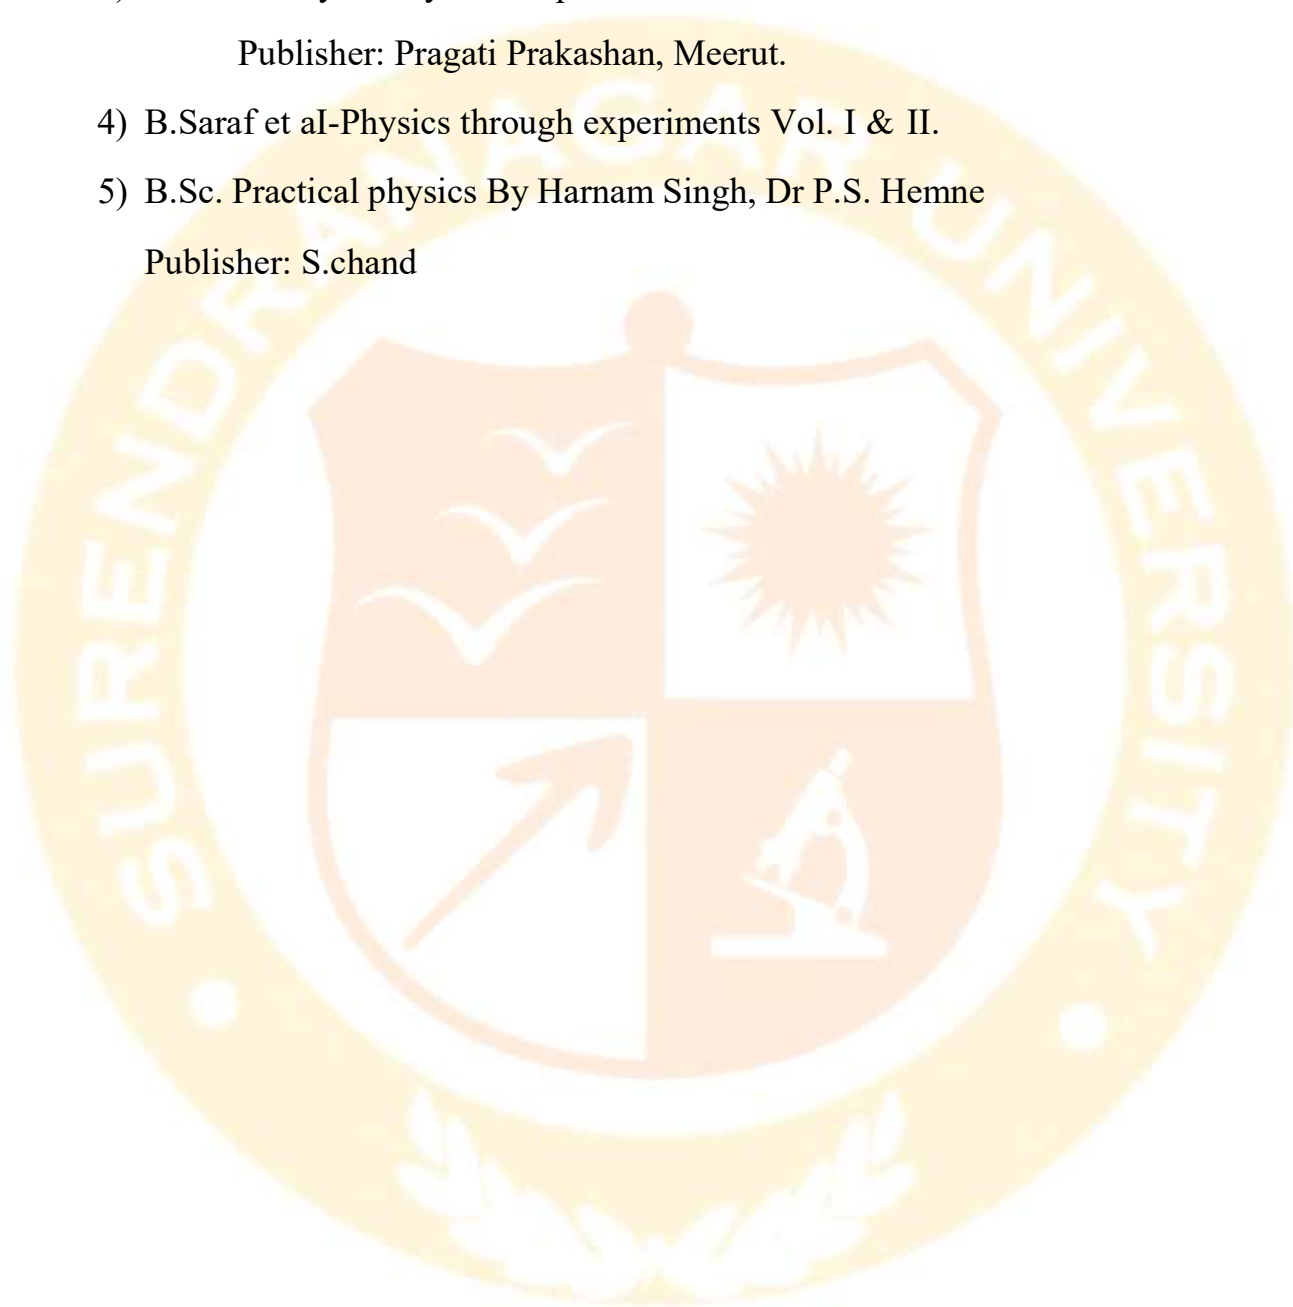 Publisher: Pragati Prakashan, Meerut.
4) B.Saraf et aI-Physics through experiments Vol. I & II.
5) B.Sc. Practical physics By Harnam Singh, Dr P.S. Hemne
Publisher: S.chand
SURENDRANAGAR UNIVERSITY